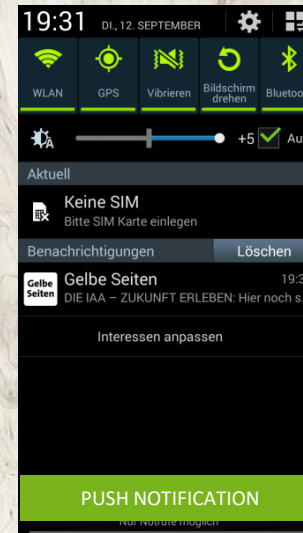 19:31 DI., 12. SEPTEMBER
WLAN GPS Vibrieren Bildschirm drehen
+5
Aktuell
Keine SIM
Bitte SIM Karte einlegen
Benachrichtigungen Löschen
Gelbe Seiten Gelbe Seiten
DIE IAA – ZUKUNFT ERLEBEN: Hier noch s...
Interessen anpassen
PUSH NOTIFICATION
Nur Notrufe möglich